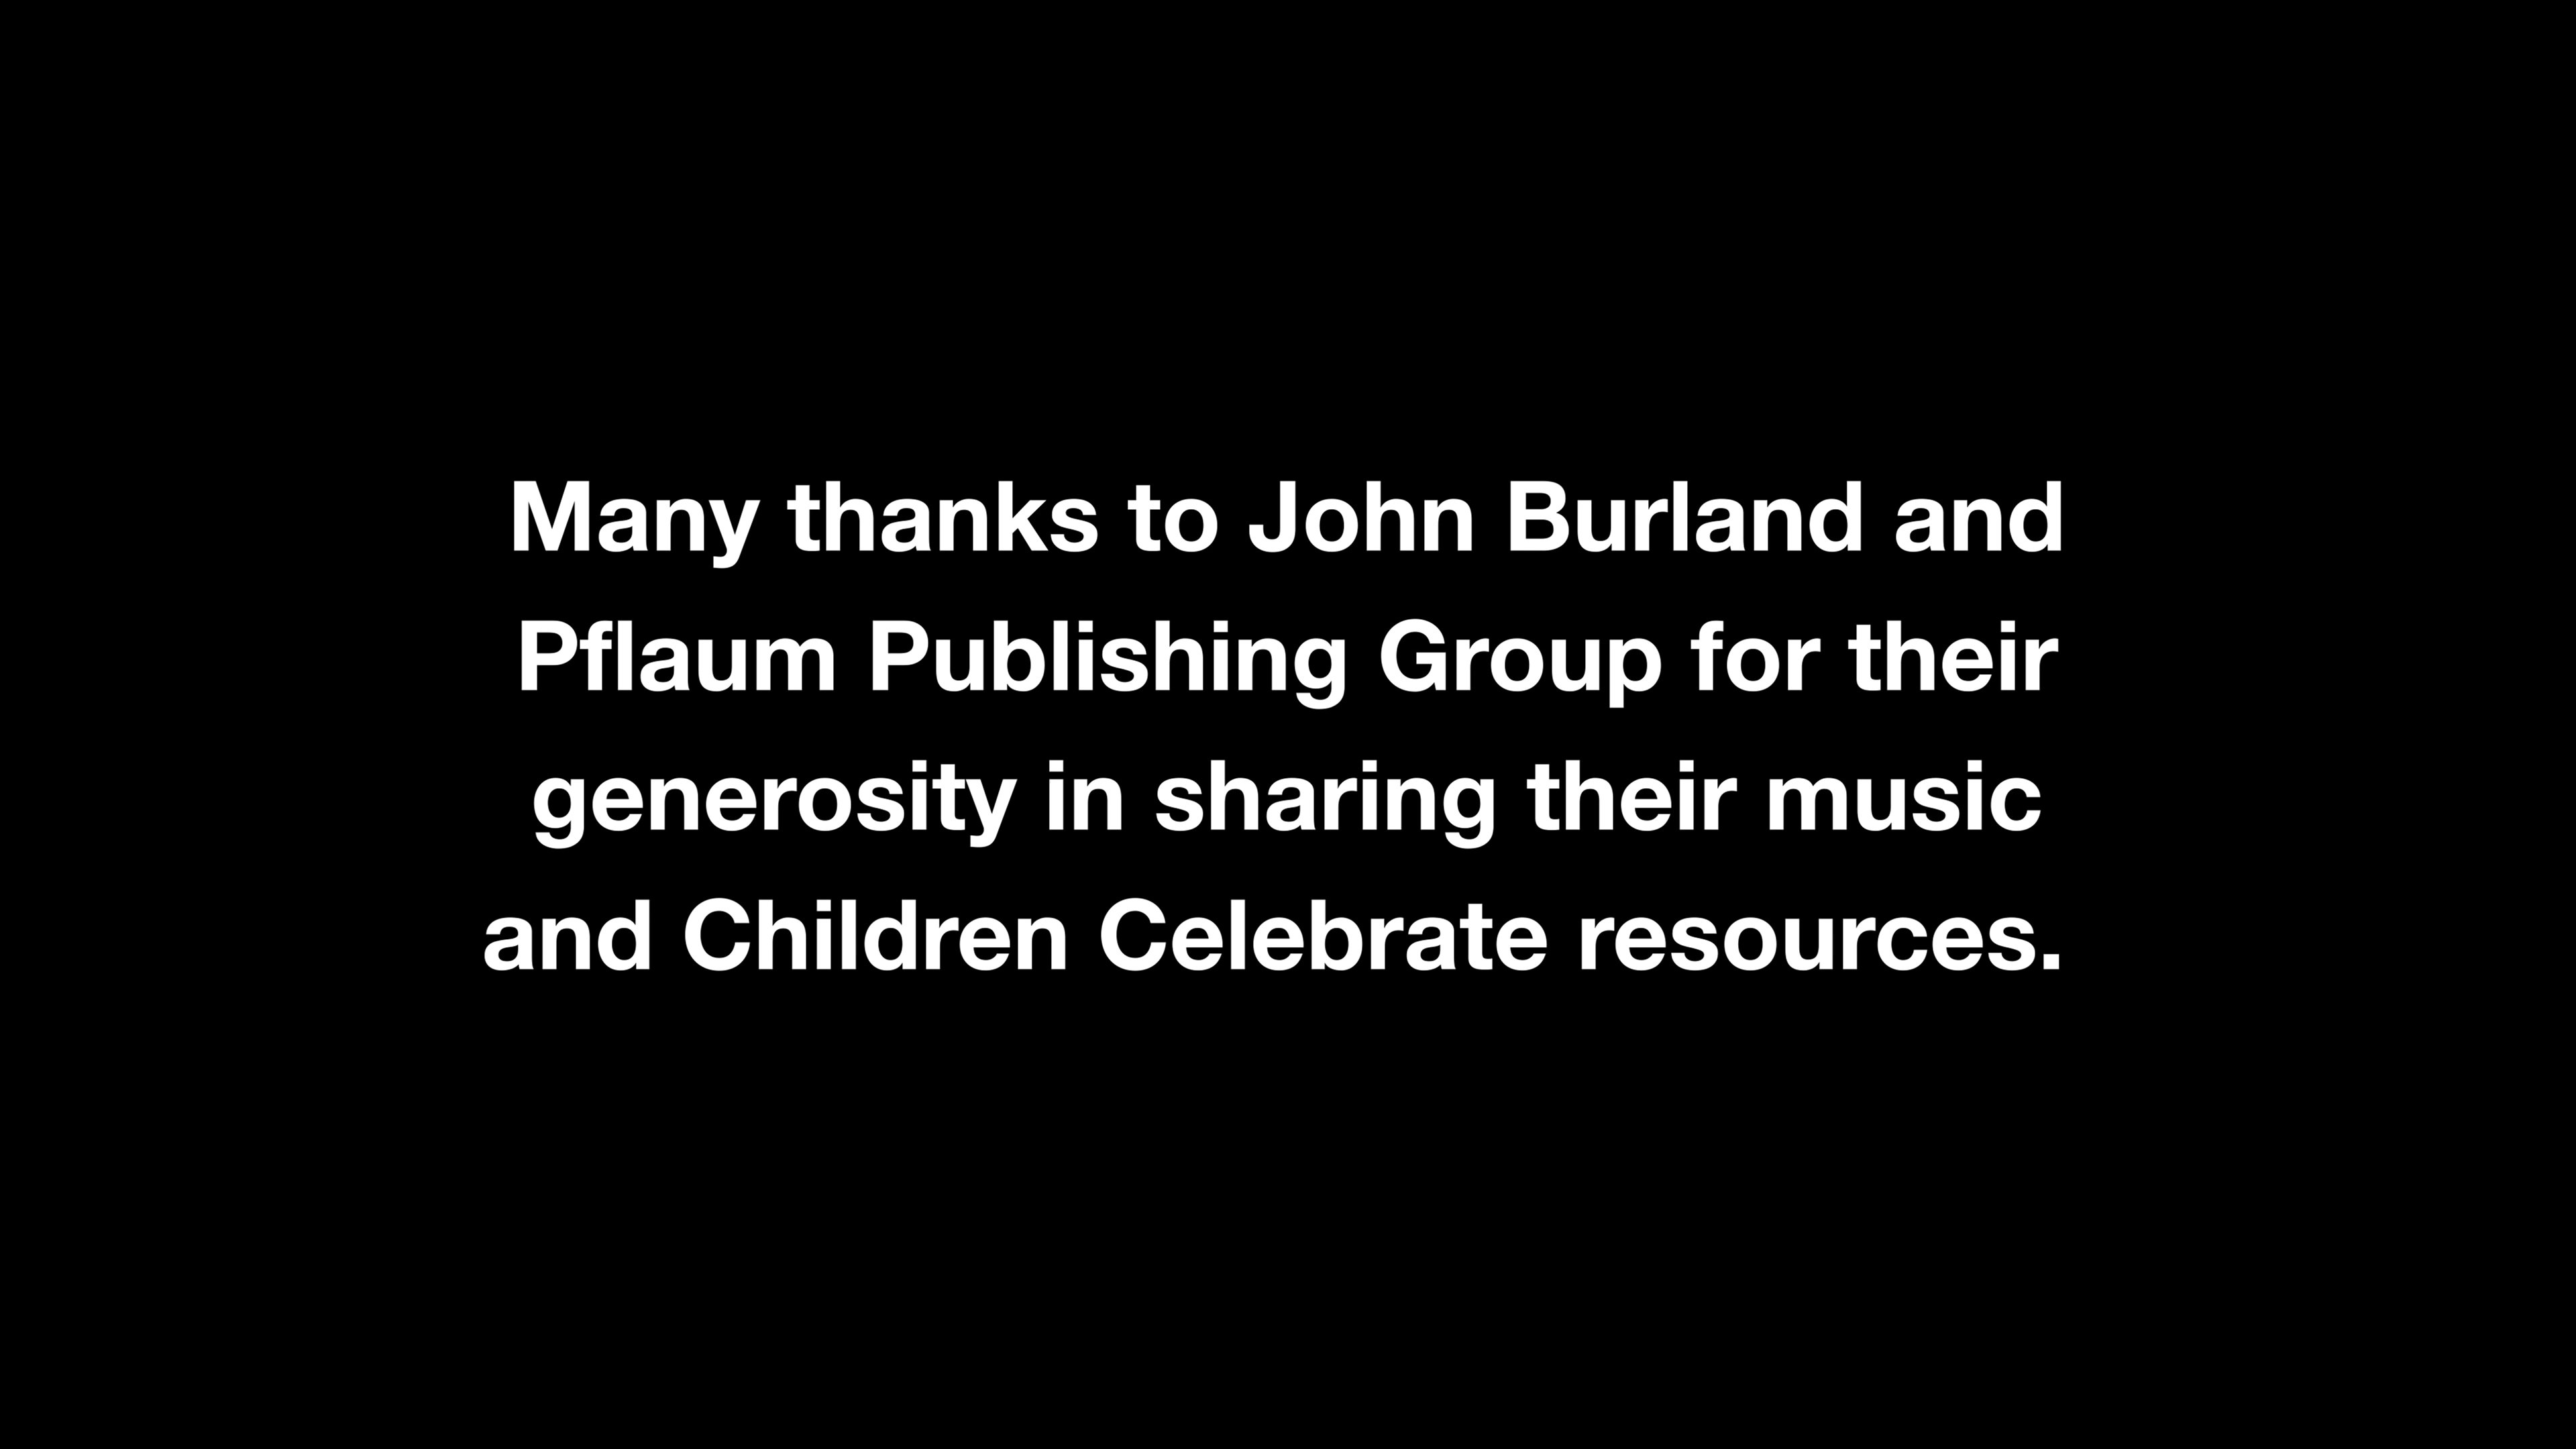 Many thanks to John Burland and
Pflaum Publishing Group for their
generosity in sharing their music
and Children Celebrate resources.